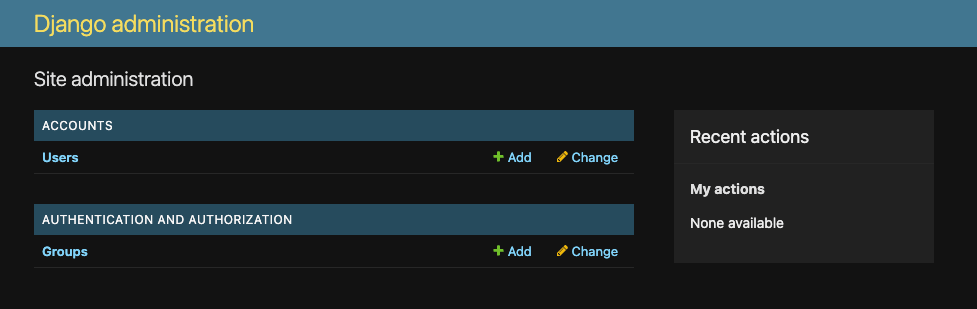 Django administration
Site administration
ACCOUNTS
Users Add Change
AUTHENTICATION AND AUTHORIZATION
Groups Add Change
Recent actions
My actions
None available